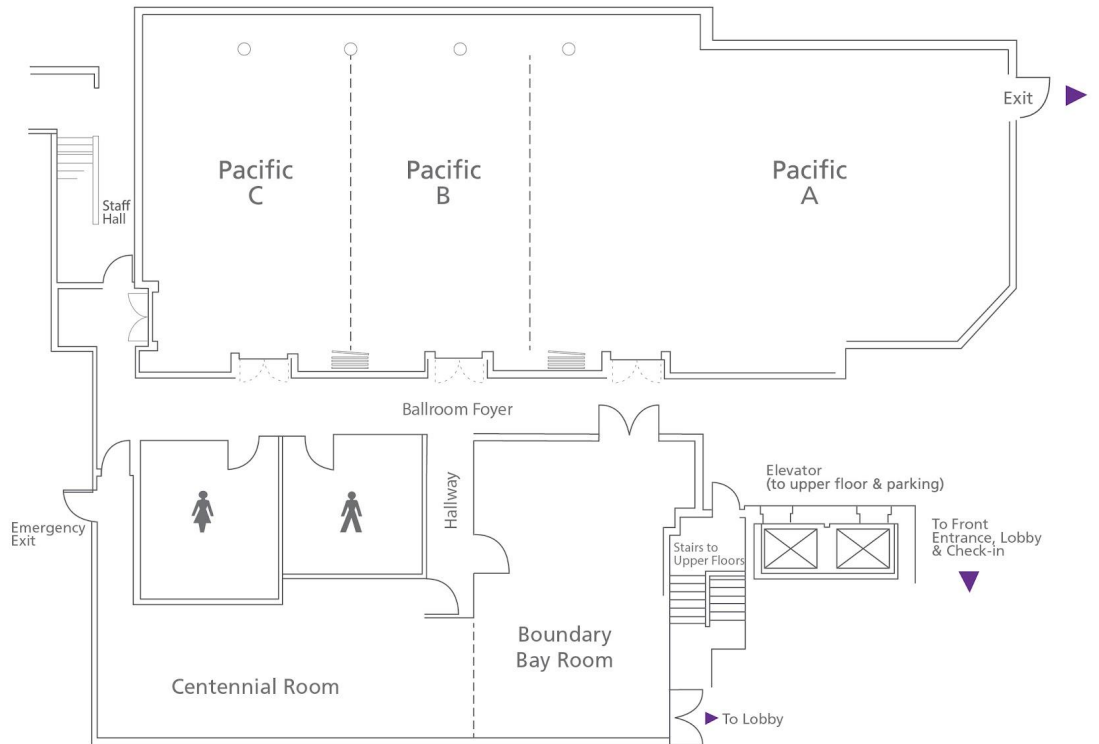 Exit
Pacific
C
Pacific
B
Pacific
A
Staff
Hall
Ballroom Foyer
Hallway
Elevator
(to upper floor & parking)
Emergency
Exit
To Front
Entrance, Lobby
& Check-in
Stairs to
Upper Floors
Boundary
Bay Room
Centennial Room
To Lobby